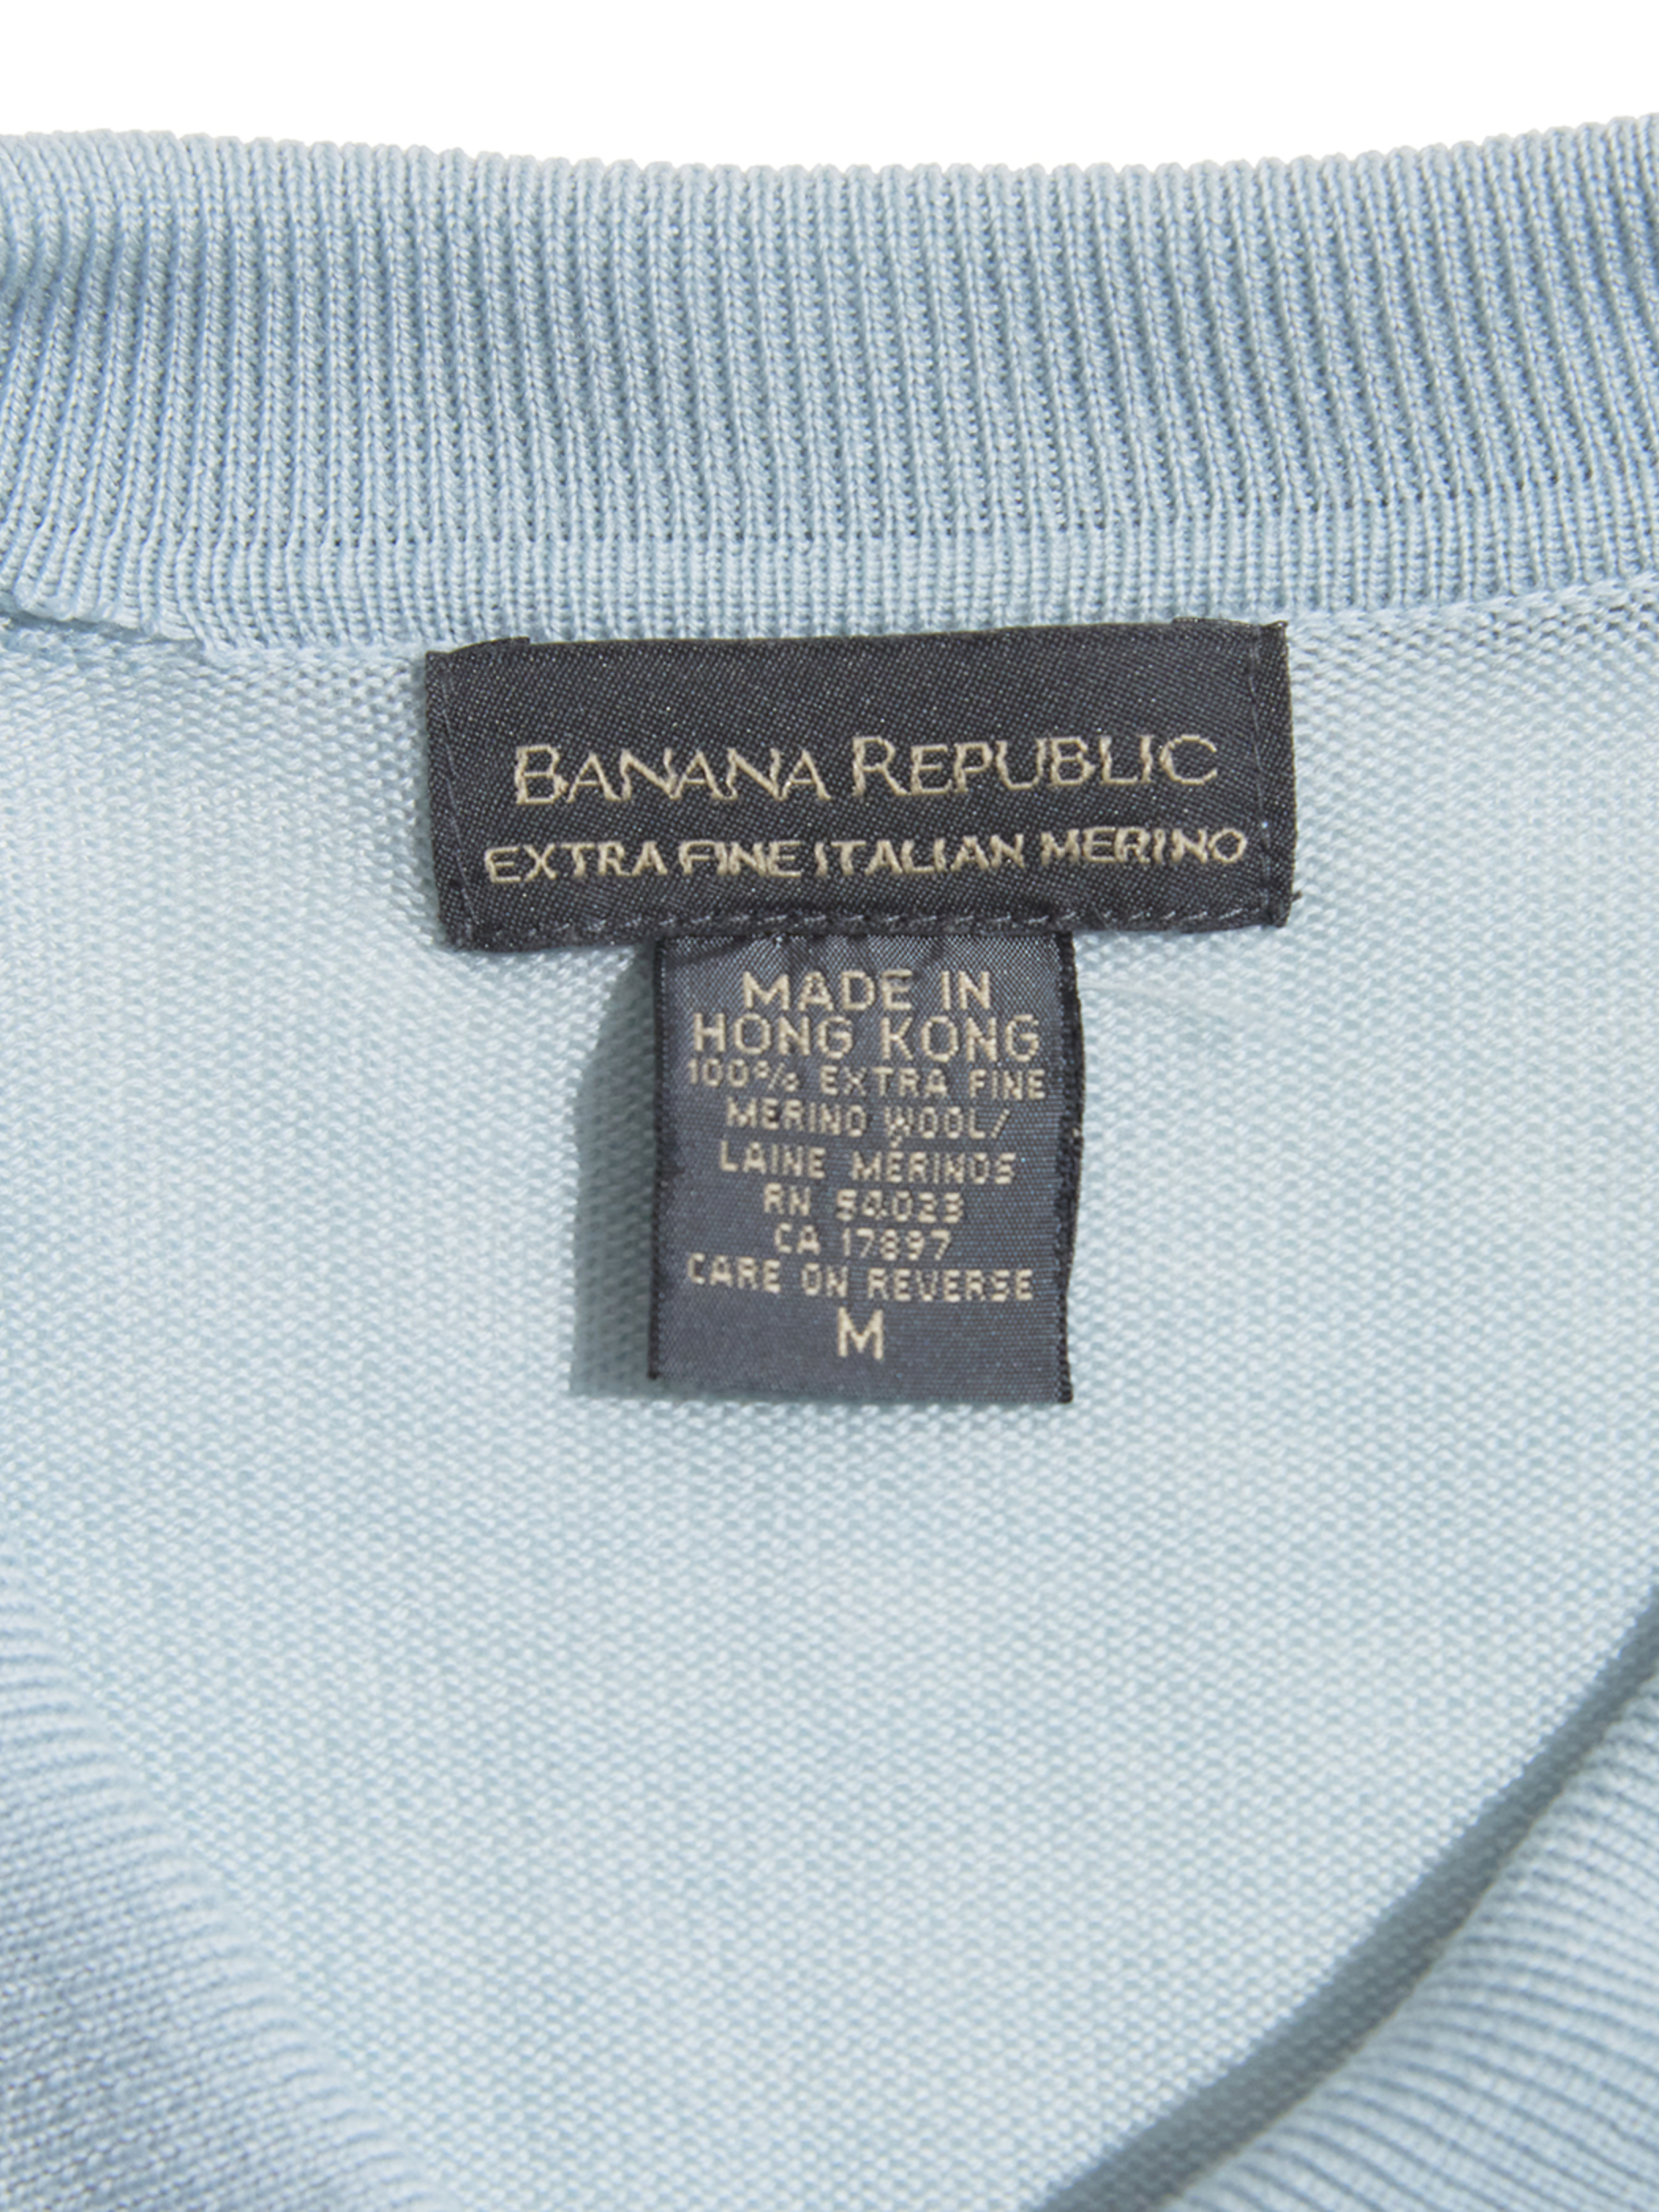 BANANA REPUBLIC
EXTRA FINE ITALIAN MERINO
MADE IN
HONG KONG
100% EXTRA FINE
MERINO WOOL/
LAINE MERINOS
RN 54023
CA 17897
CARE ON REVERSE
M